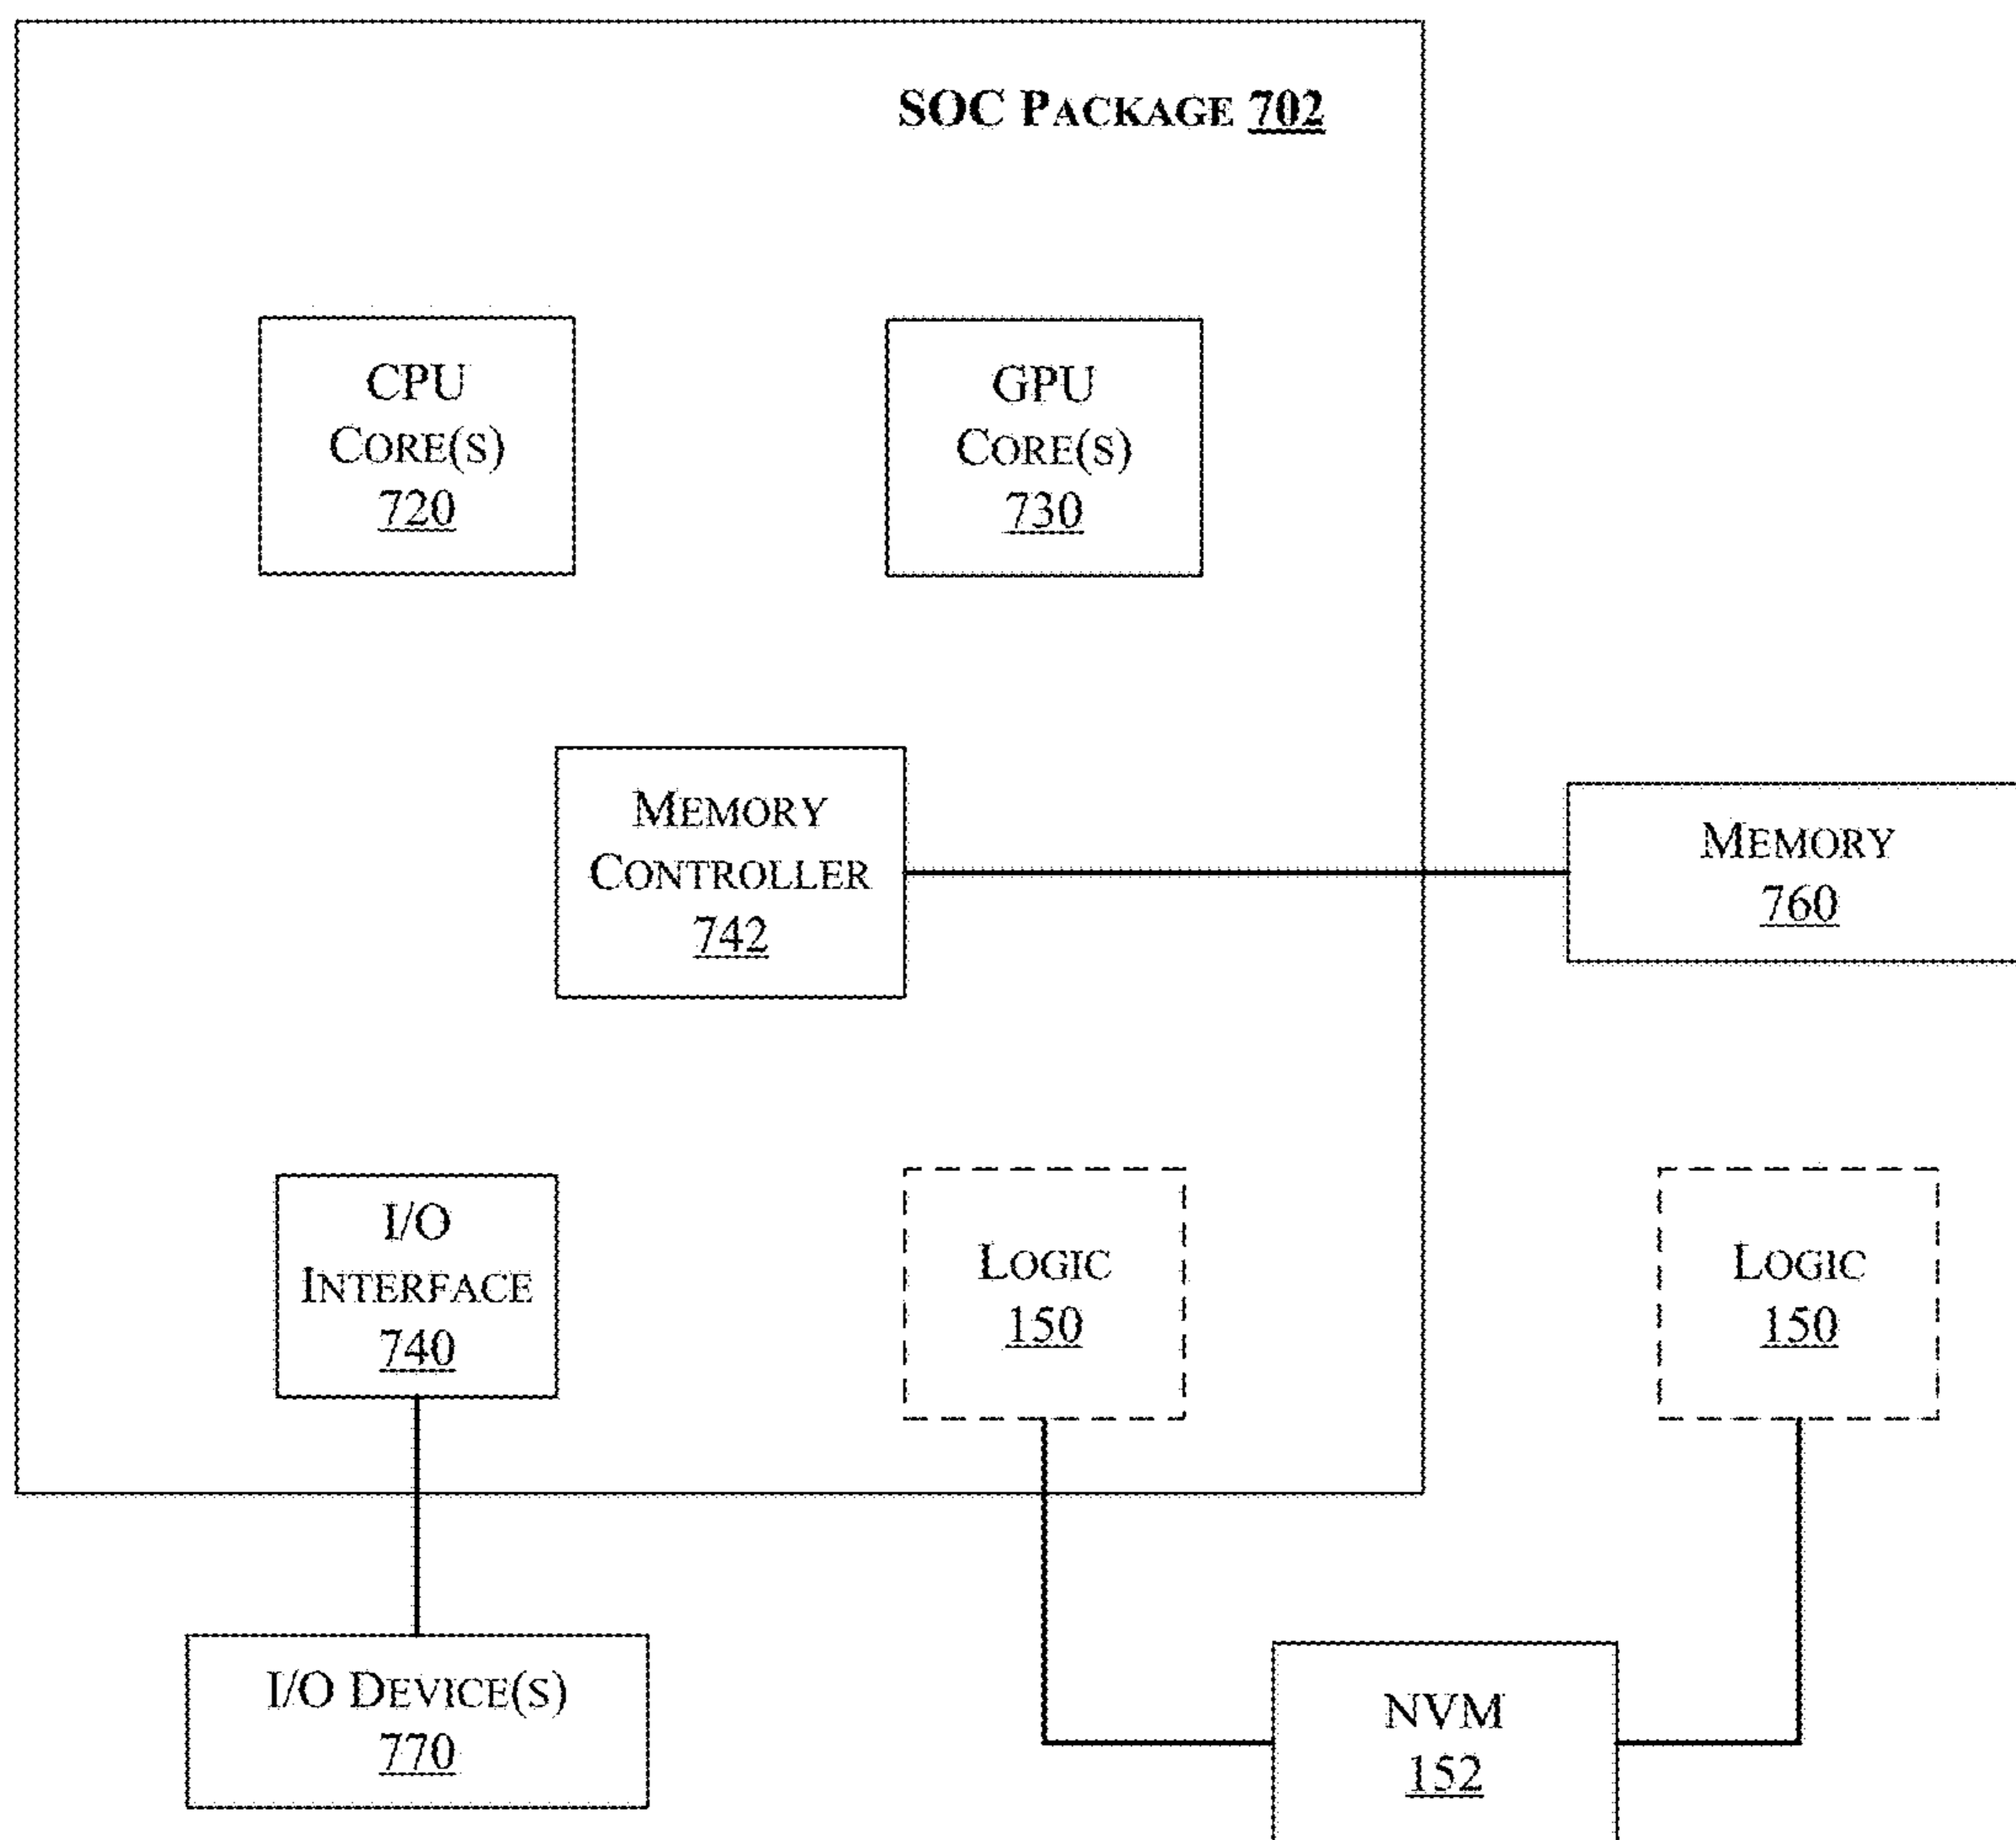 SOC PACKAGE 702
CPU
CORE(S)
720
GPU
CORE(S)
730
MEMORY
CONTROLLER
742
MEMORY
760
I/O
INTERFACE
740
LOGIC
150
LOGIC
150
I/O DEVICE(S)
770
NVM
152